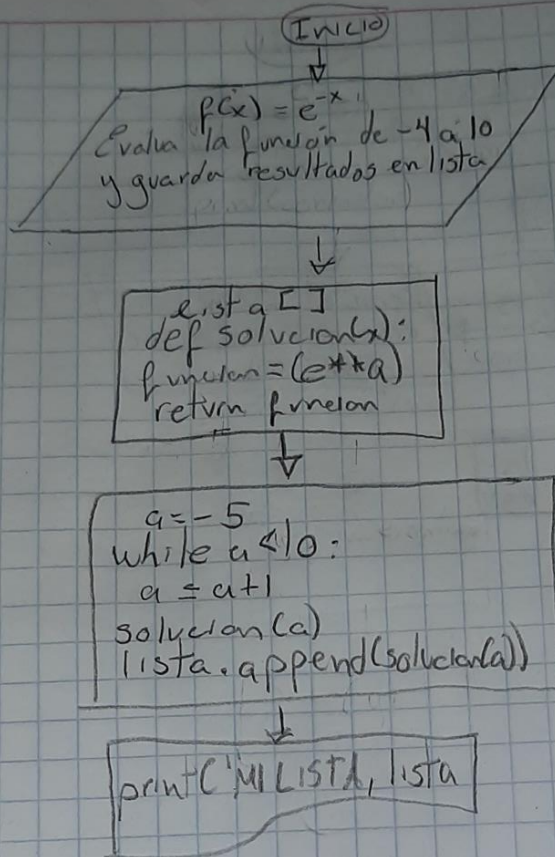 INICIO
f(x) = e^-x
Evalua la función de -4 a 10
y guarda resultados en lista
lista []
def solucion(x):
funcion=(e**a)
return funcion
a=-5
while a<10:
a = a+1
solucion(a)
lista.append(solucion(a))
print('MI LISTA, lista